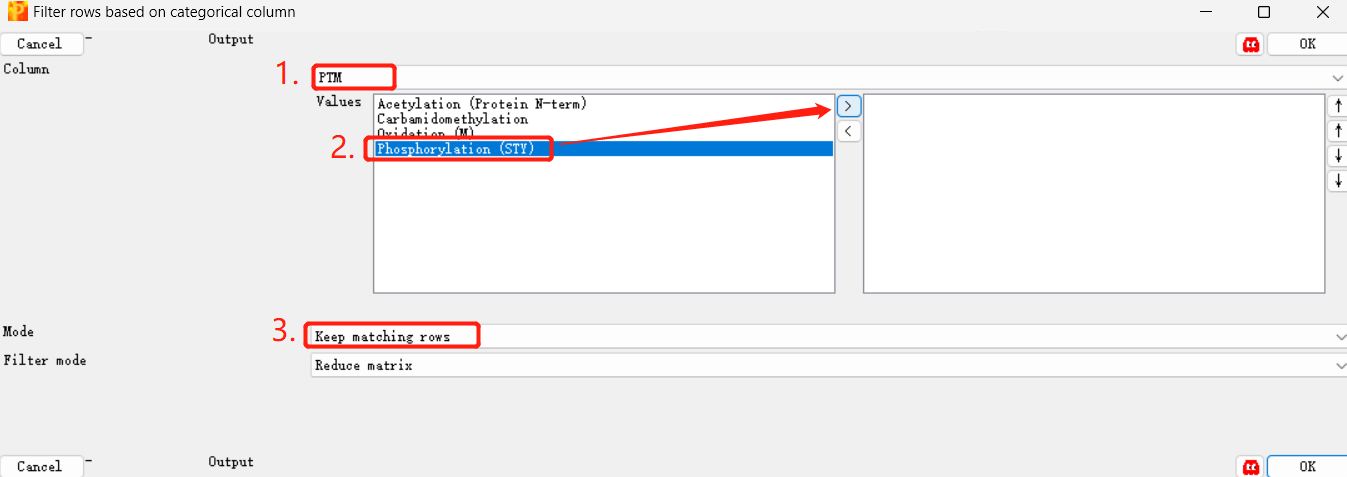 Filter rows based on categorical column
Cancel
Output
OK
Column
1.
PTM
Values
Acetylation (Protein N-term)
Carbamidomethylation
Oxidation (M)
2.
Phosphorylation (STY)
>
<
↑
↑
↓
↓
Mode
3.
Keep matching rows
Filter mode
Reduce matrix
Cancel
Output
OK